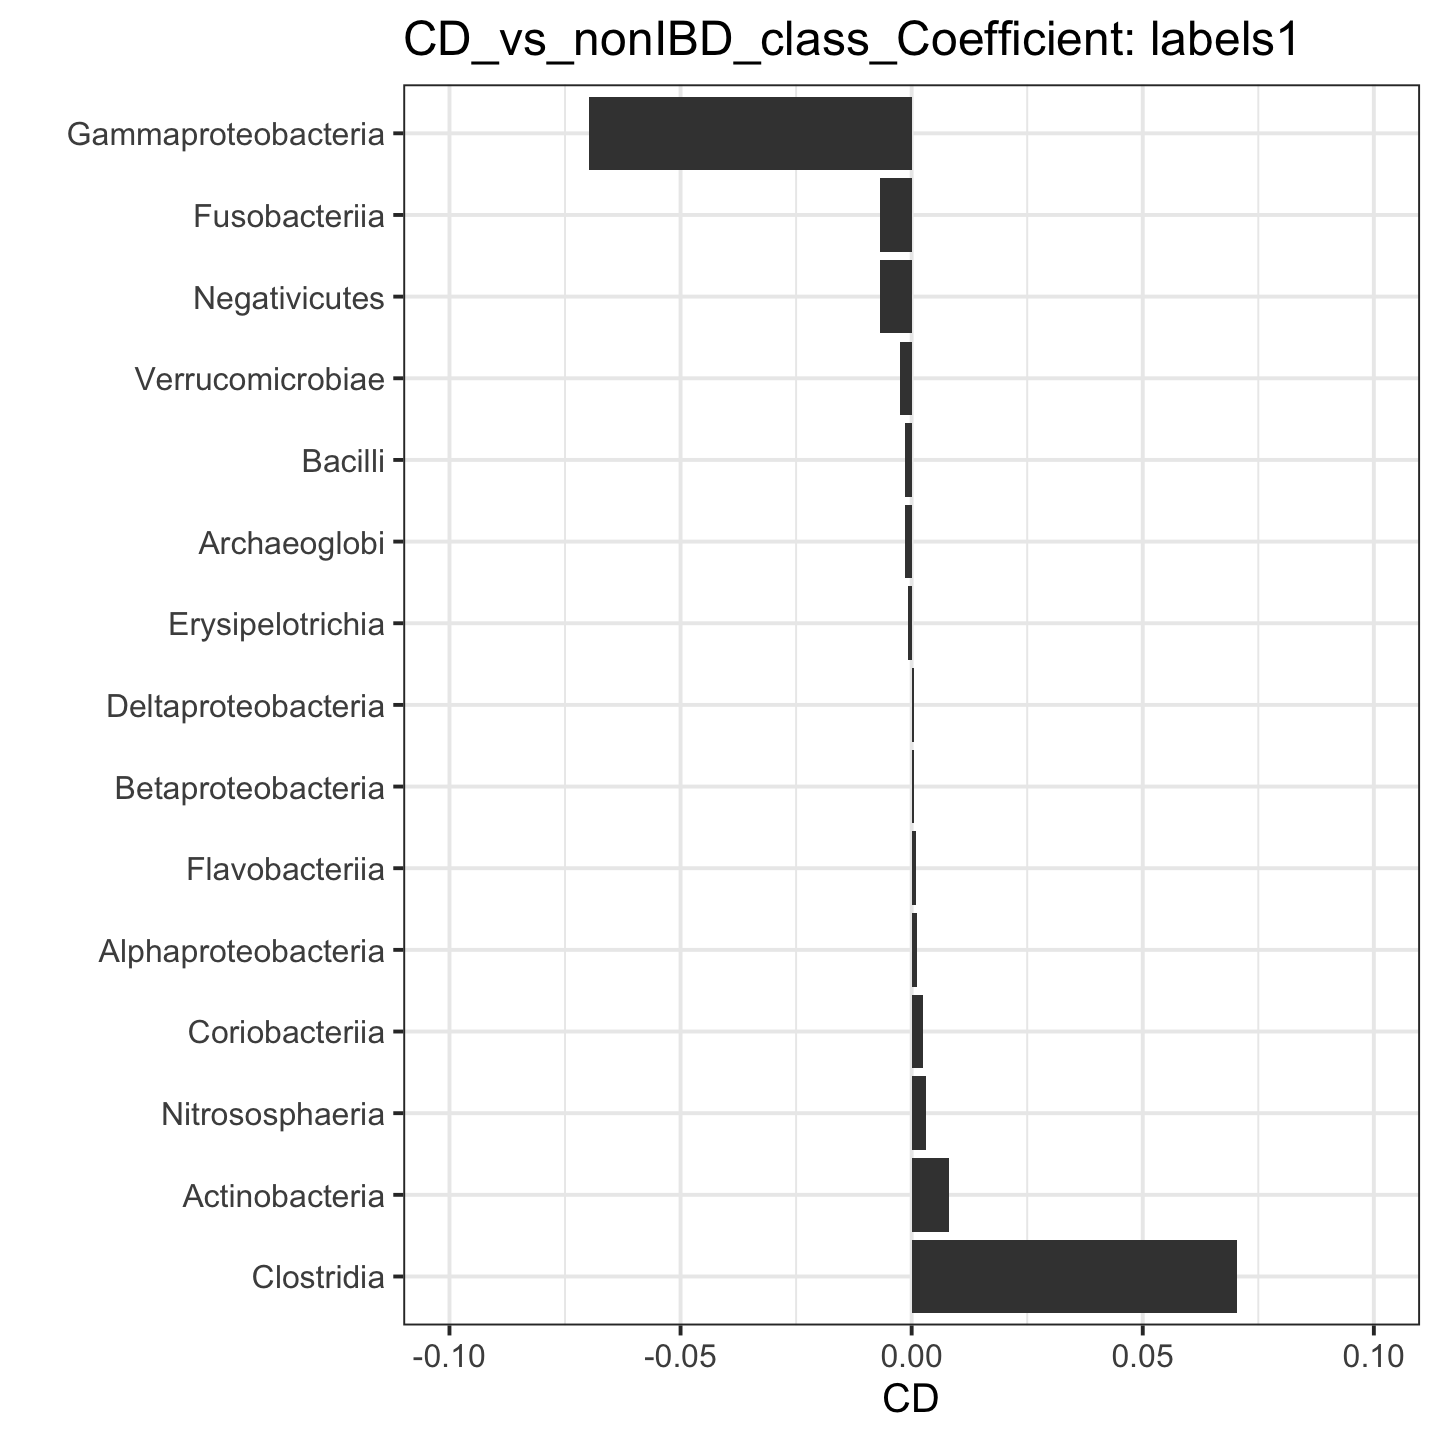 CD_vs_nonIBD_class_Coefficient: labels1
Gammaproteobacteria
Fusobacteriia
Negativicutes
Verrucomicrobiae
Bacilli
Archaeoglobi
Erysipelotrichia
Deltaproteobacteria
Betaproteobacteria
Flavobacteriia
Alphaproteobacteria
Coriobacteriia
Nitrososphaeria
Actinobacteria
Clostridia
-0.10 -0.05 0.00 0.05 0.10
CD